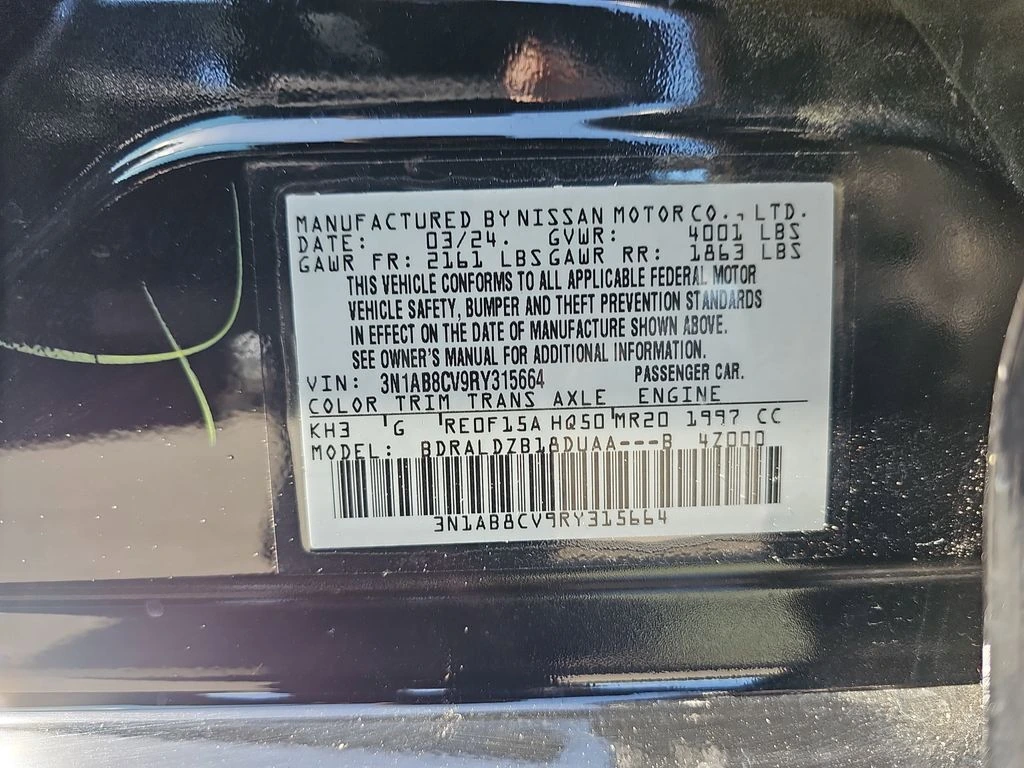 MANUFACTURED BY NISSAN MOTOR CO., LTD.
DATE: 03/24. GVWR: 4001 LBS
GAWR FR: 2161 LBS GAWR RR: 1863 LBS
THIS VEHICLE CONFORMS TO ALL APPLICABLE FEDERAL MOTOR
VEHICLE SAFETY, BUMPER AND THEFT PREVENTION STANDARDS
IN EFFECT ON THE DATE OF MANUFACTURE SHOWN ABOVE.
SEE OWNER'S MANUAL FOR ADDITIONAL INFORMATION.
VIN: 3N1AB8CV9RY315664 PASSENGER CAR.
COLOR TRIM TRANS AXLE ENGINE
KH3 G RE0F15A HQ50 MR20 1997 CC
MODEL: BDRALDZB18DUAA---B 4Z000
3N1AB8CV9RY315664